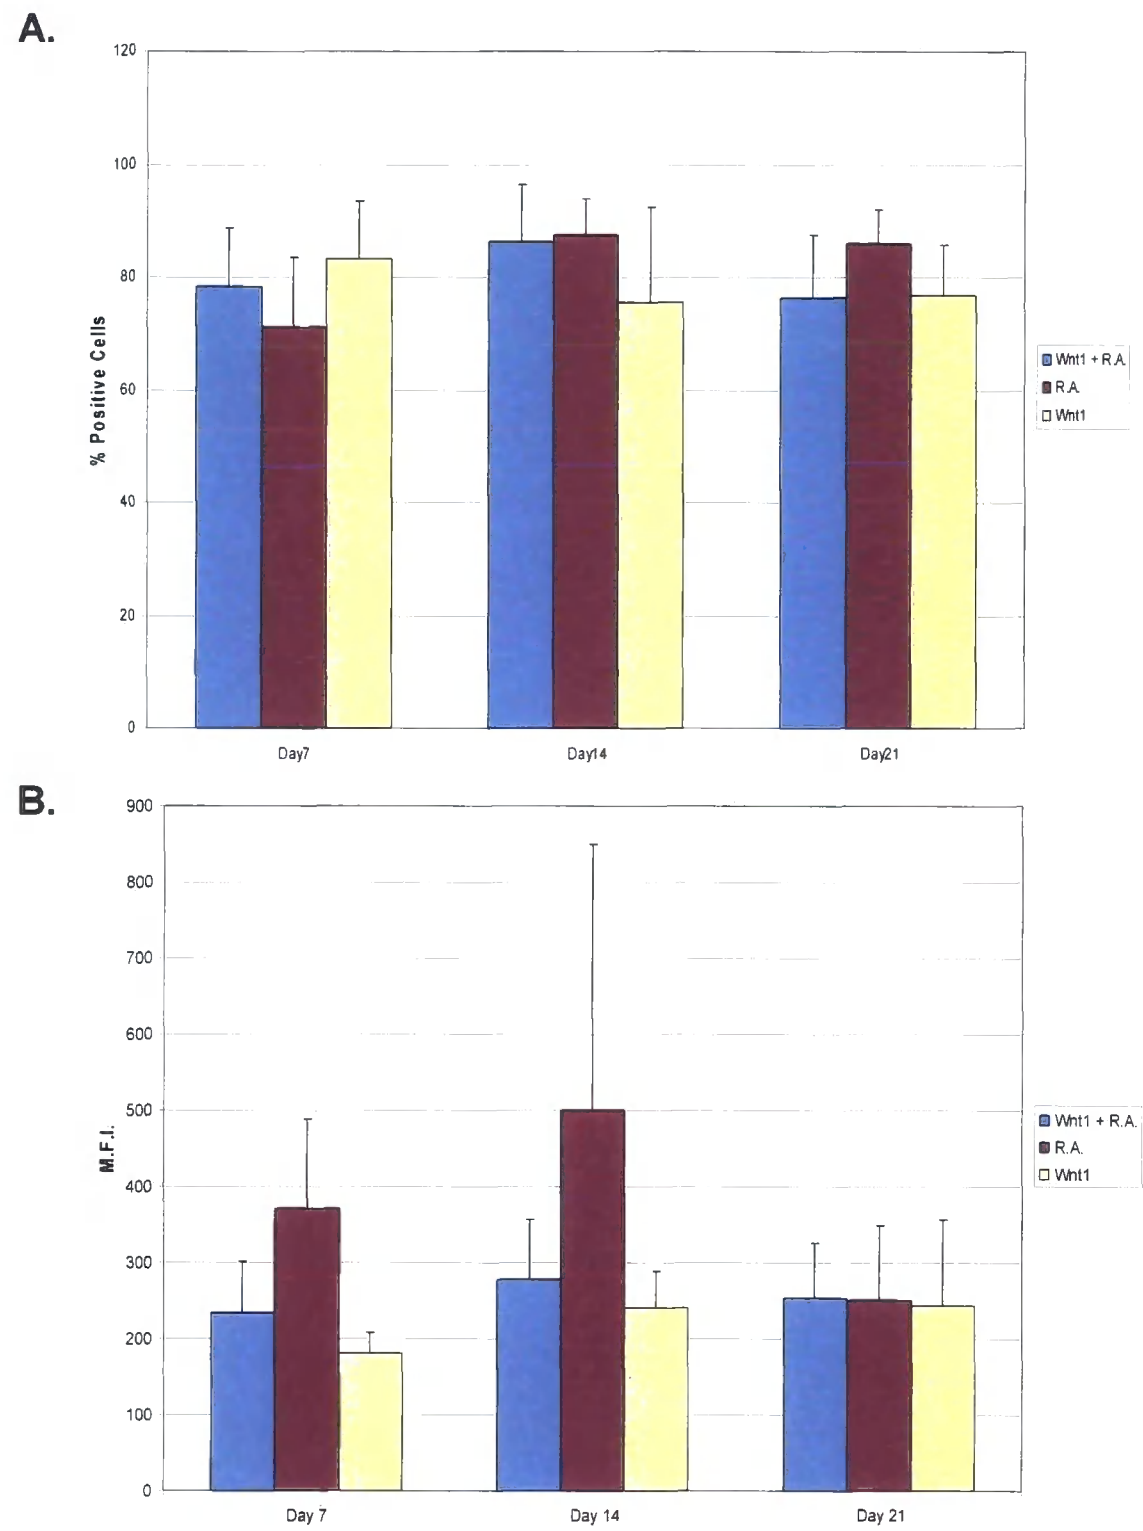 A.
120
100
80
60
40
20
0
% Positive Cells
Day7 Day14 Day21
Wnt1 + R.A.
R.A.
Wnt1
B.
900
800
700
600
500
400
300
200
100
0
M.F.I.
Day 7 Day 14 Day 21
Wnt1 + R.A.
R.A.
Wnt1